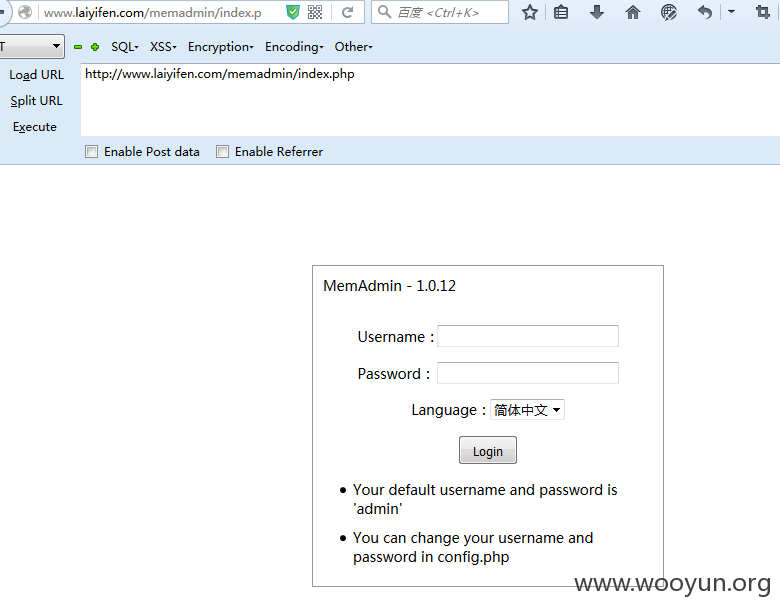 www.laiyifen.com/memadmin/index.p
百度 <Ctrl+K>
T
SQL XSS Encryption Encoding Other
Load URL
http://www.laiyifen.com/memadmin/index.php
Split URL
Execute
Enable Post data Enable Referrer
MemAdmin - 1.0.12
Username :
Password :
Language : 简体中文
Login
• Your default username and password is
'admin'
• You can change your username and
password in config.php
www.wooyun.org